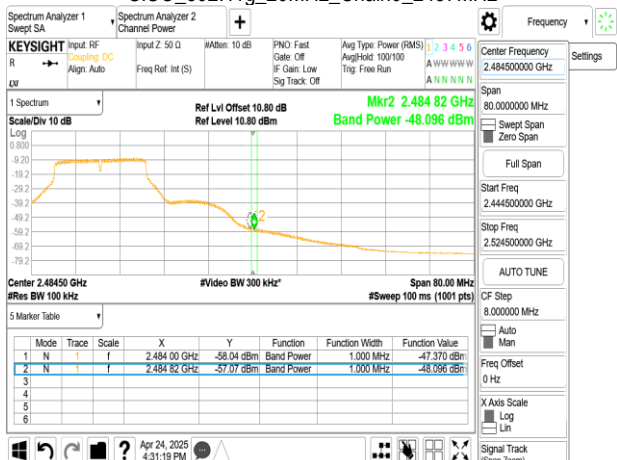 Spectrum Analyzer 1
Swept SA
Spectrum Analyzer 2
Channel Power
+
Frequency
KEYSIGHT
R
Input: RF
Coupling: DC
Align: Auto
Input Z: 50 Ω
Freq Ref: Int (S)
#Atten: 10 dB
PNO: Fast
Gate: Off
IF Gain: Low
Sig Track: Off
Avg Type: Power (RMS)
Avg|Hold: 100/100
Trig: Free Run
1 2 3 4 5 6
A W W W W W
A N N N N N
Center Frequency
2.484500000 GHz
Settings
Span
80.0000000 MHz
Swept Span
Zero Span
Full Span
Start Freq
2.444500000 GHz
Stop Freq
2.524500000 GHz
AUTO TUNE
CF Step
8.000000 MHz
Auto
Man
Freq Offset
0 Hz
X Axis Scale
Log
Lin
Signal Track
1 Spectrum
Scale/Div 10 dB
Ref Lvl Offset 10.80 dB
Ref Level 10.80 dBm
Mkr2 2.484 82 GHz
Band Power -48.096 dBm
Log
0.800
-9.20
-19.2
-29.2
-39.2
-49.2
-59.2
-69.2
-79.2
2
Center 2.48450 GHz
#Res BW 100 kHz
#Video BW 300 kHz*
Span 80.00 MHz
#Sweep 100 ms (1001 pts)
5 Marker Table
Mode Trace Scale X Y Function Function Width Function Value
1 N 1 f 2.484 00 GHz -58.04 dBm Band Power 1.000 MHz -47.370 dBm
2 N 1 f 2.484 82 GHz -57.07 dBm Band Power 1.000 MHz -48.096 dBm
3
4
5
6
?
Apr 24, 2025
4:31:19 PM